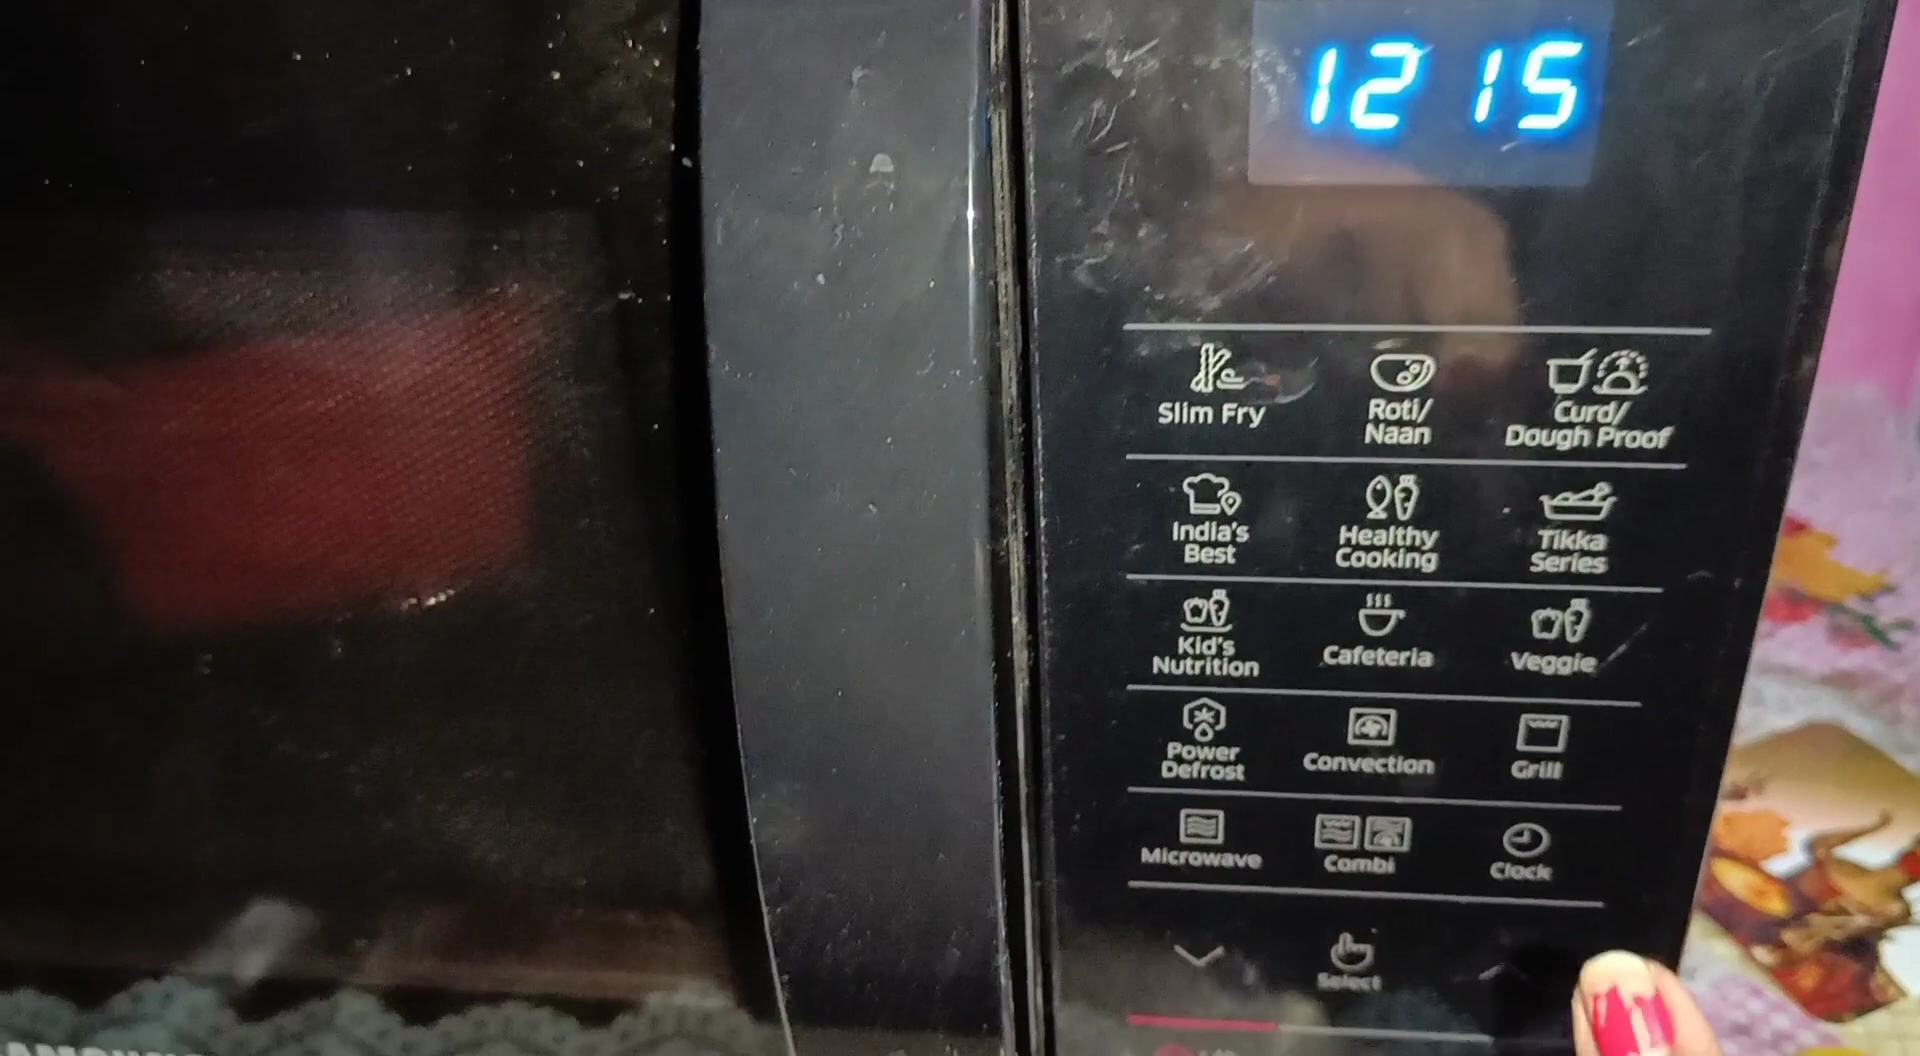 12 15
Slim Fry
Roti/
Naan
Curd/
Dough Proof
India's
Best
Healthy
Cooking
Tikka
Series
Kid's
Nutrition
Cafeteria
Veggie
Power
Defrost
Convection
Grill
Microwave
Combi
Clock
Select